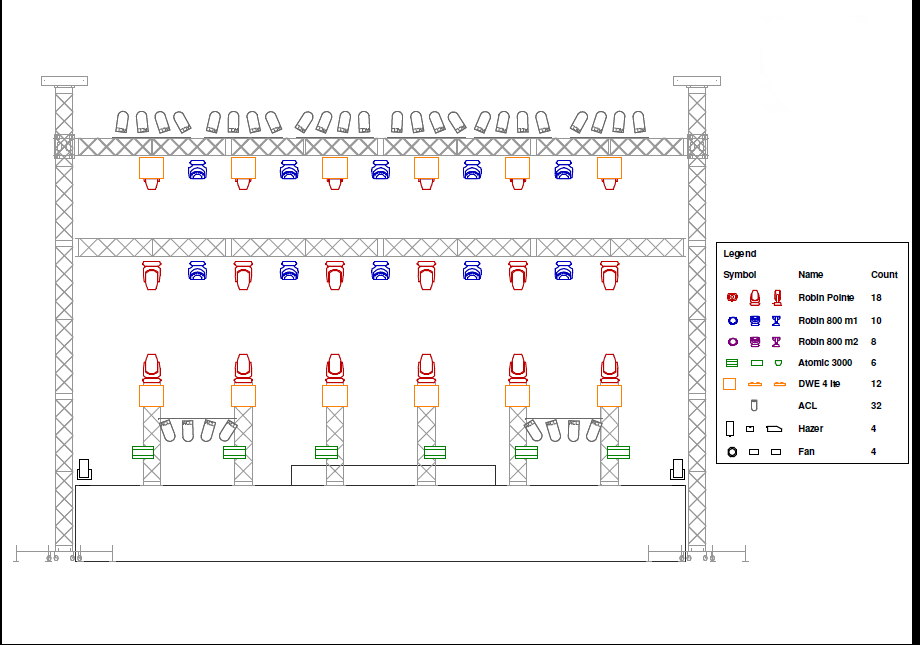 Legend
Symbol Name Count
Robin Pointe 18
Robin 800 m1 10
Robin 800 m2 8
Atomic 3000 6
DWE 4 lte 12
ACL 32
Hazer 4
Fan 4